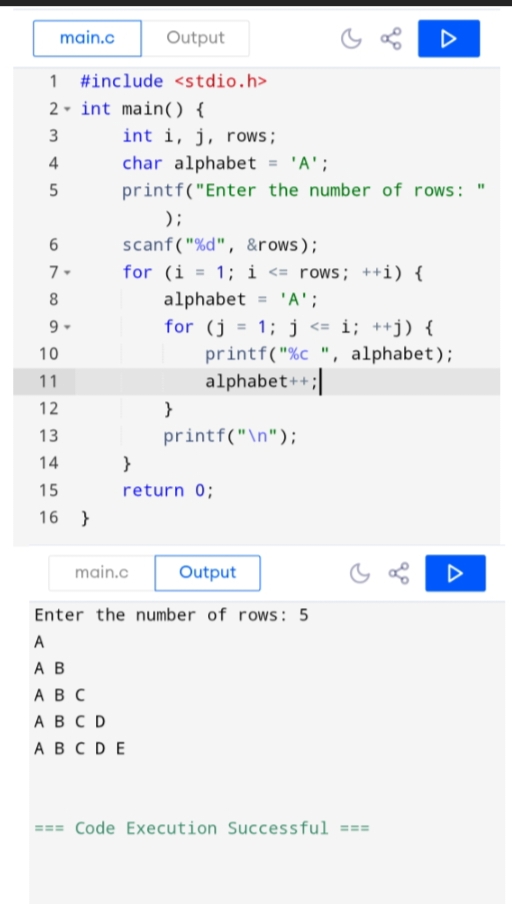 main.c Output
1 #include <stdio.h>
2 int main() {
3 int i, j, rows;
4 char alphabet = 'A';
5 printf("Enter the number of rows: "
);
6 scanf("%d", &rows);
7 for (i = 1; i <= rows; ++i) {
8 alphabet = 'A';
9 for (j = 1; j <= i; ++j) {
10 printf("%c ", alphabet);
11 alphabet++;
12 }
13 printf("\n");
14 }
15 return 0;
16 }
main.c Output
Enter the number of rows: 5
A
A B
A B C
A B C D
A B C D E
=== Code Execution Successful ===